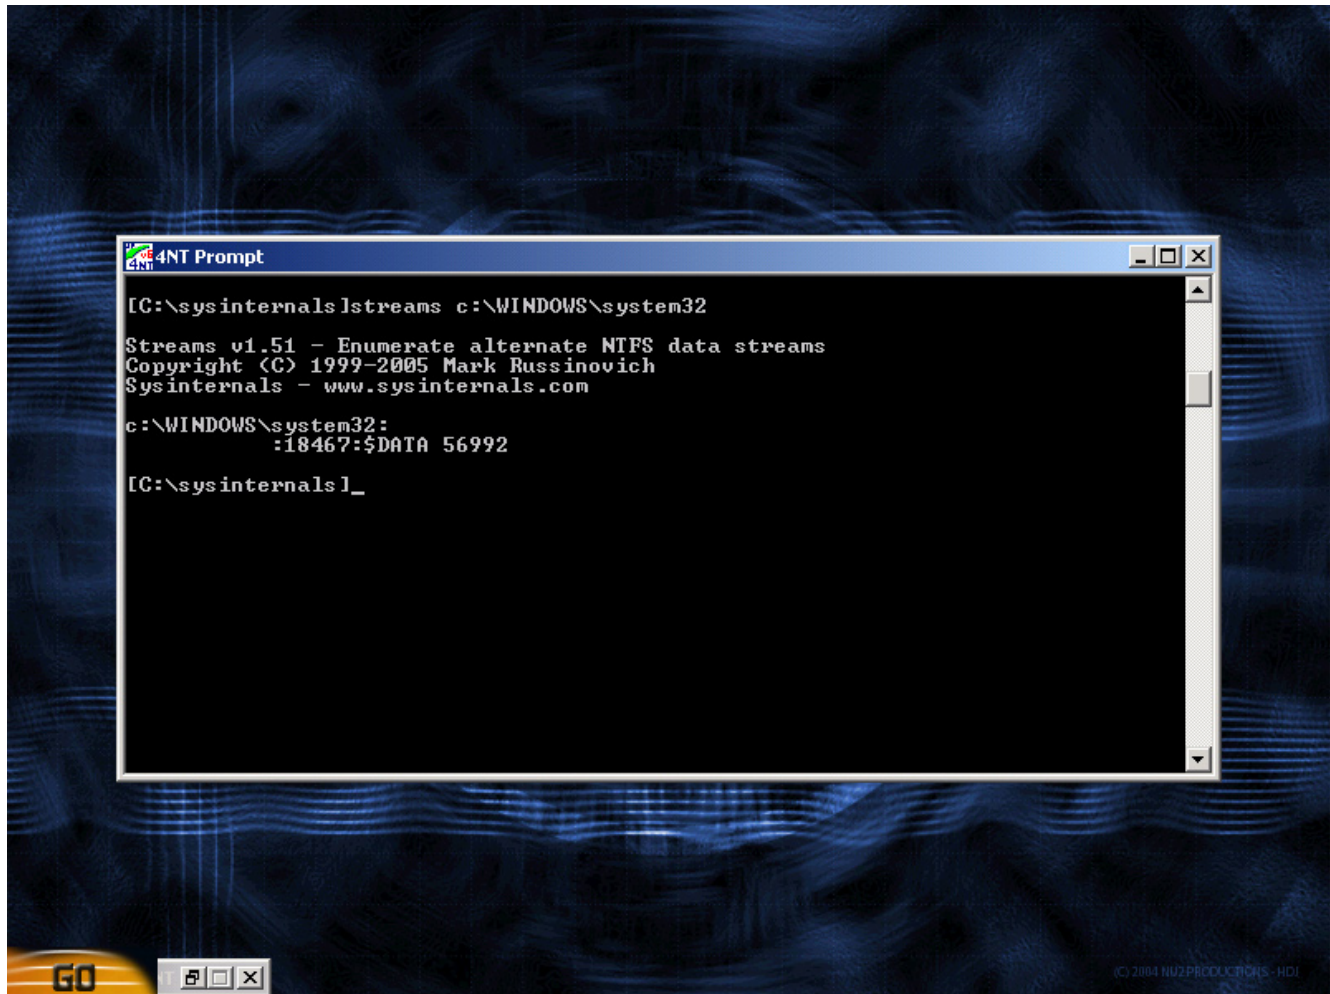 4NT Prompt
[C:\sysinternals]streams c:\WINDOWS\system32
Streams v1.51 - Enumerate alternate NTFS data streams
Copyright (C) 1999-2005 Mark Russinovich
Sysinternals - www.sysinternals.com
c:\WINDOWS\system32:
:18467:$DATA 56992
[C:\sysinternals]_
GO
(C) 2004 NU2 PRODUCTIONS - HDJ